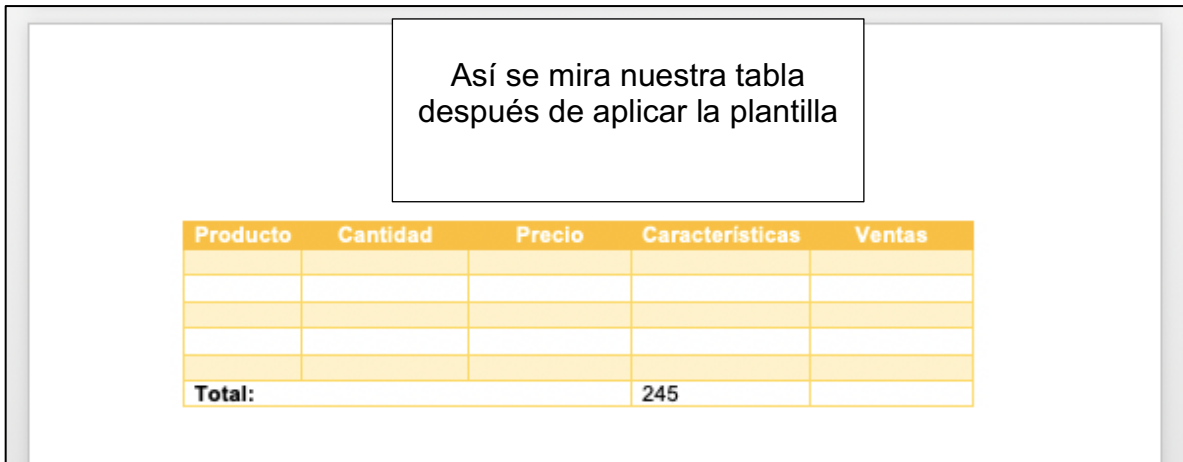 Así se mira nuestra tabla
después de aplicar la plantilla
Producto Cantidad Precio Características Ventas
Total: 245